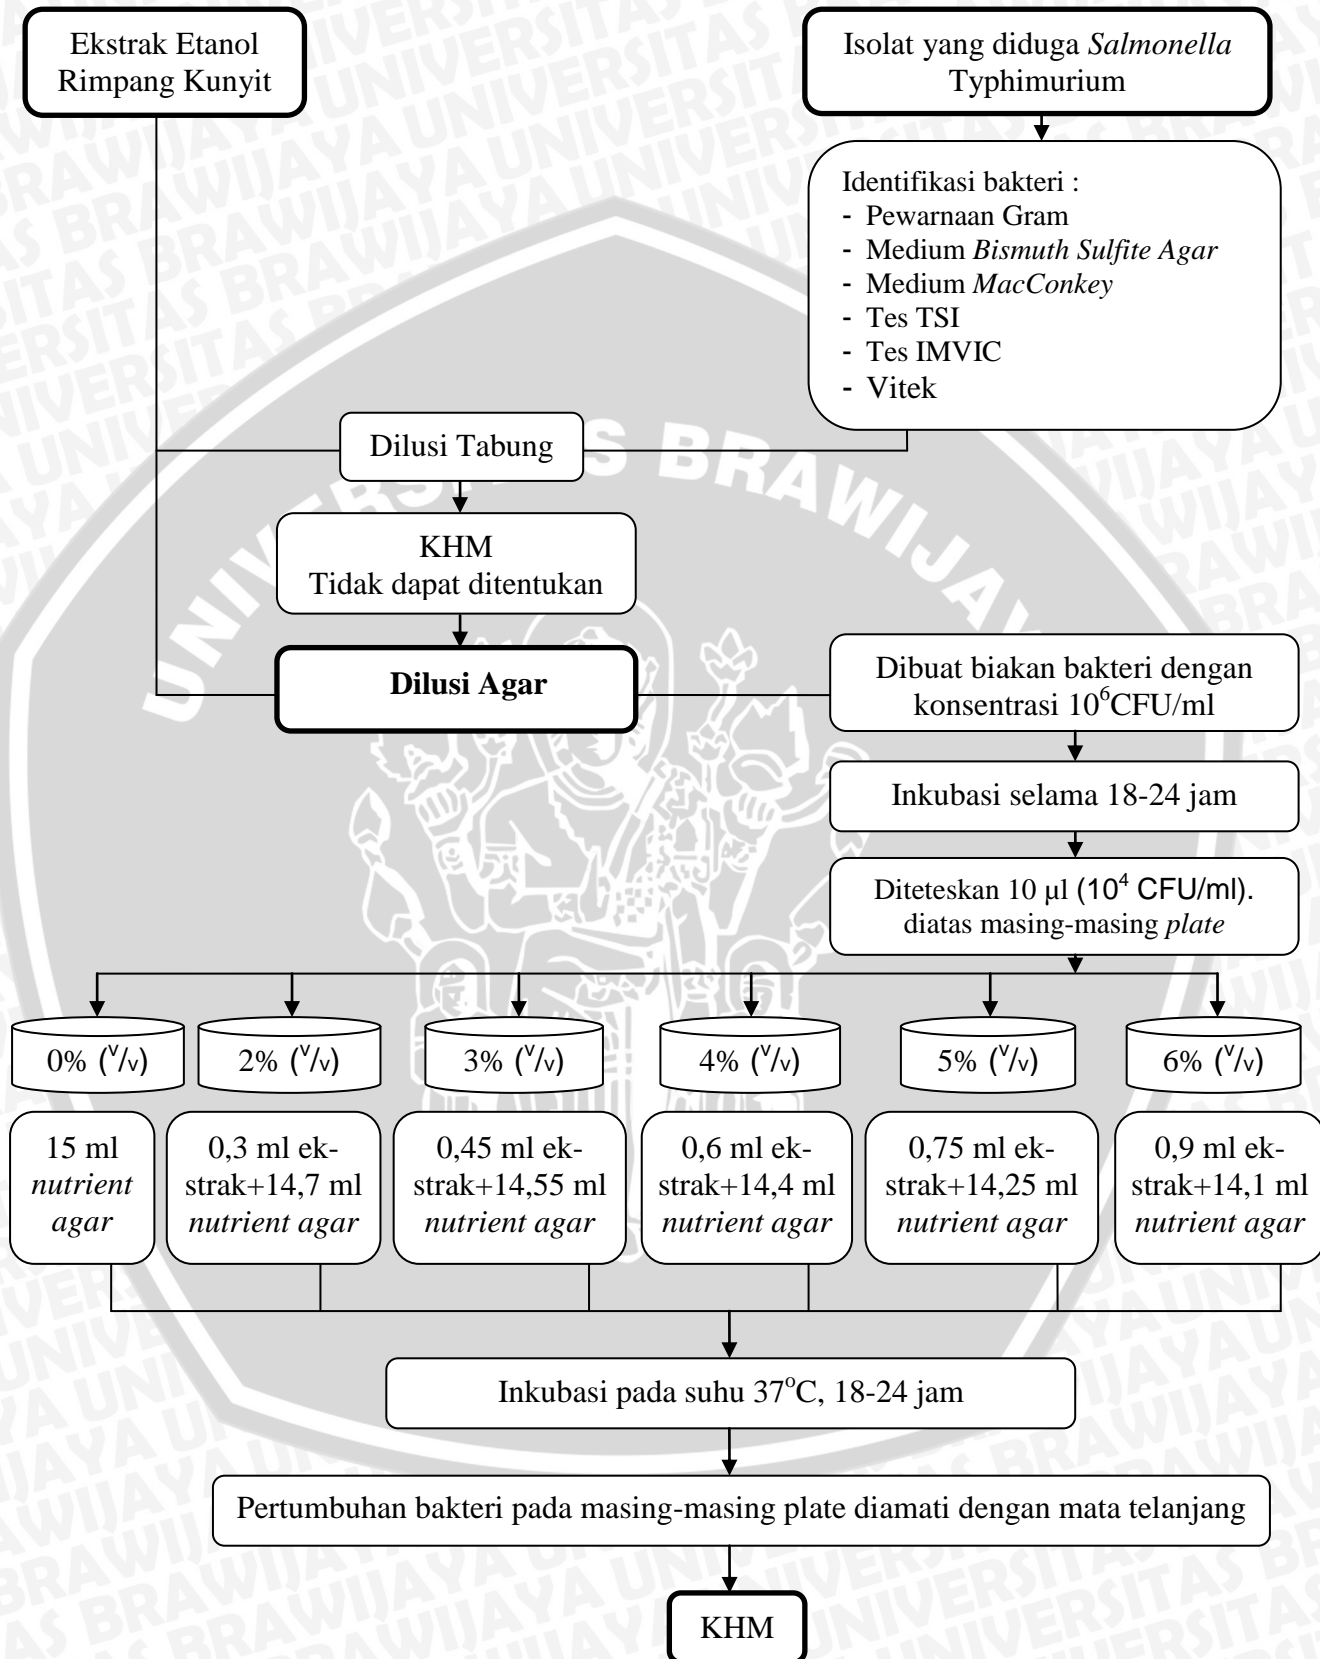 Ekstrak Etanol
Rimpang Kunyit
Isolat yang diduga Salmonella
Typhimurium
Identifikasi bakteri :
- Pewarnaan Gram
- Medium Bismuth Sulfite Agar
- Medium MacConkey
- Tes TSI
- Tes IMVIC
- Vitek
Dilusi Tabung
KHM
Tidak dapat ditentukan
Dilusi Agar
Dibuat biakan bakteri dengan
konsentrasi 10⁶CFU/ml
Inkubasi selama 18-24 jam
Diteteskan 10 µl (10⁴ CFU/ml).
diatas masing-masing plate
0% (ᵛ/v)
2% (ᵛ/v)
3% (ᵛ/v)
4% (ᵛ/v)
5% (ᵛ/v)
6% (ᵛ/v)
15 ml
nutrient
agar
0,3 ml ek-
strak+14,7 ml
nutrient agar
0,45 ml ek-
strak+14,55 ml
nutrient agar
0,6 ml ek-
strak+14,4 ml
nutrient agar
0,75 ml ek-
strak+14,25 ml
nutrient agar
0,9 ml ek-
strak+14,1 ml
nutrient agar
Inkubasi pada suhu 37°C, 18-24 jam
Pertumbuhan bakteri pada masing-masing plate diamati dengan mata telanjang
KHM
UNIVERSITAS BRAWIJAYA